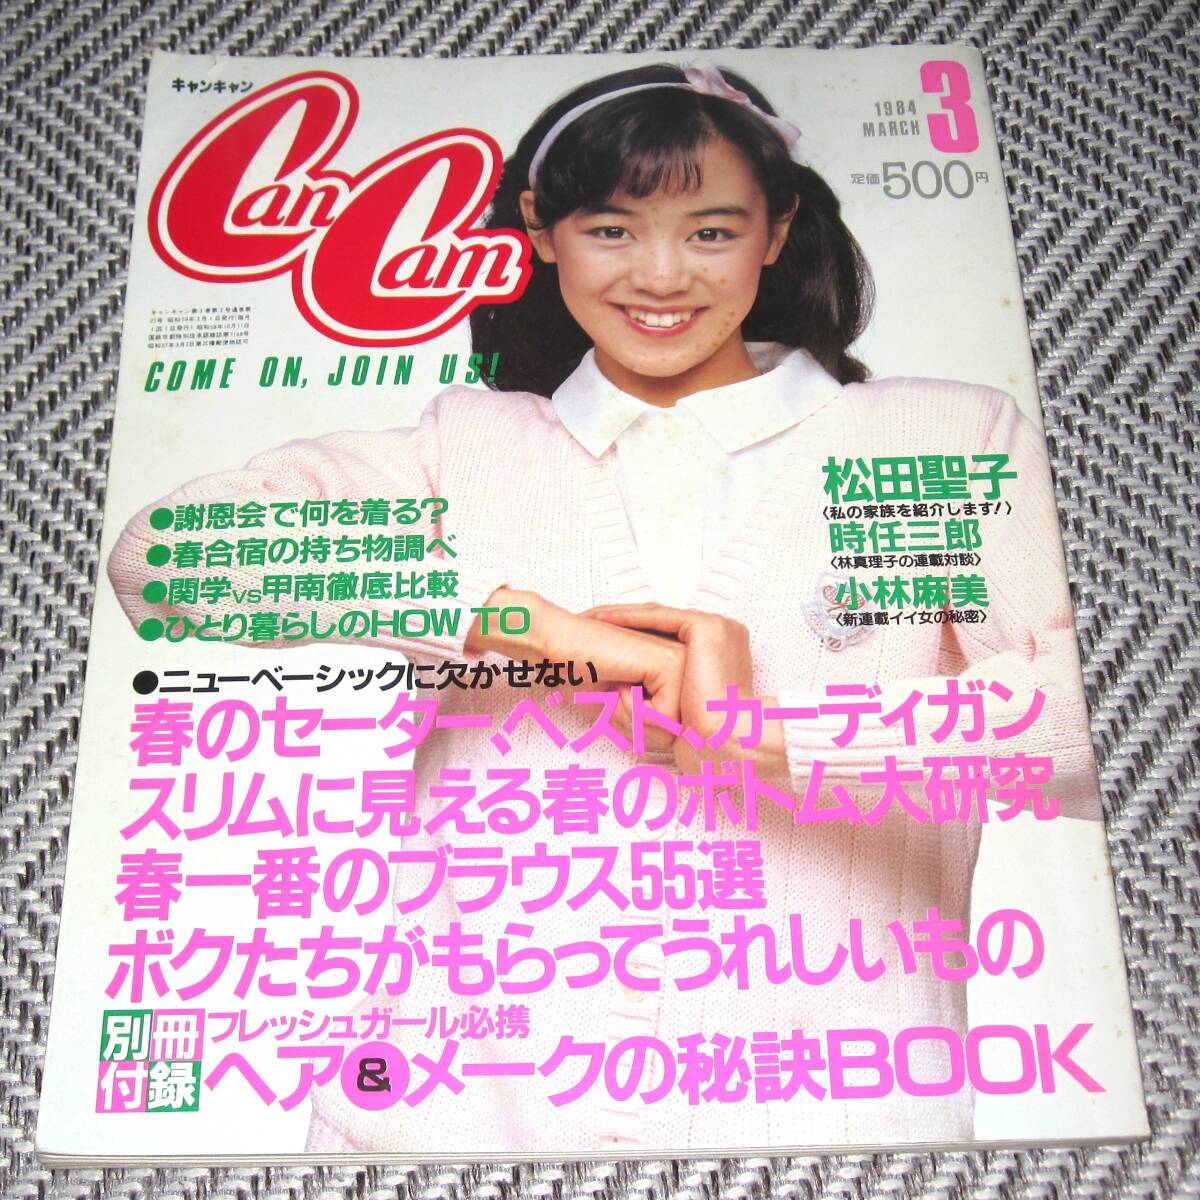 キャンキャン
CanCam
1984
MARCH
3
定価500円
COME ON, JOIN US!
松田聖子
〈私の家族を紹介します!〉
時任三郎
〈林真理子の連載対談〉
小林麻美
〈新連載イイ女の秘密〉
●謝恩会で何を着る?
●春合宿の持ち物調べ
●関学vs甲南徹底比較
●ひとり暮らしのHOW TO
●ニューベーシックに欠かせない
春のセーター、ベスト、カーディガン
スリムに見える春のボトム大研究
春一番のブラウス55選
ボクたちがもらってうれしいもの
別冊付録
フレッシュガール必携
ヘア&メークの秘訣BOOK